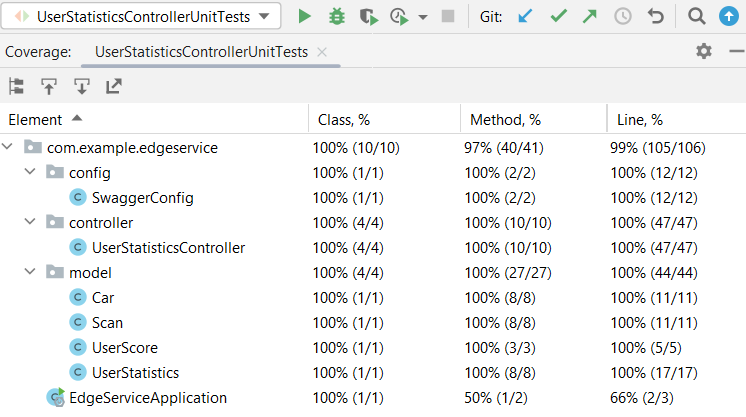 UserStatisticsControllerUnitTests Git:
Coverage: UserStatisticsControllerUnitTests
Element Class, % Method, % Line, %
com.example.edgeservice 100% (10/10) 97% (40/41) 99% (105/106)
config 100% (1/1) 100% (2/2) 100% (12/12)
SwaggerConfig 100% (1/1) 100% (2/2) 100% (12/12)
controller 100% (4/4) 100% (10/10) 100% (47/47)
UserStatisticsController 100% (4/4) 100% (10/10) 100% (47/47)
model 100% (4/4) 100% (27/27) 100% (44/44)
Car 100% (1/1) 100% (8/8) 100% (11/11)
Scan 100% (1/1) 100% (8/8) 100% (11/11)
UserScore 100% (1/1) 100% (3/3) 100% (5/5)
UserStatistics 100% (1/1) 100% (8/8) 100% (17/17)
EdgeServiceApplication 100% (1/1) 50% (1/2) 66% (2/3)